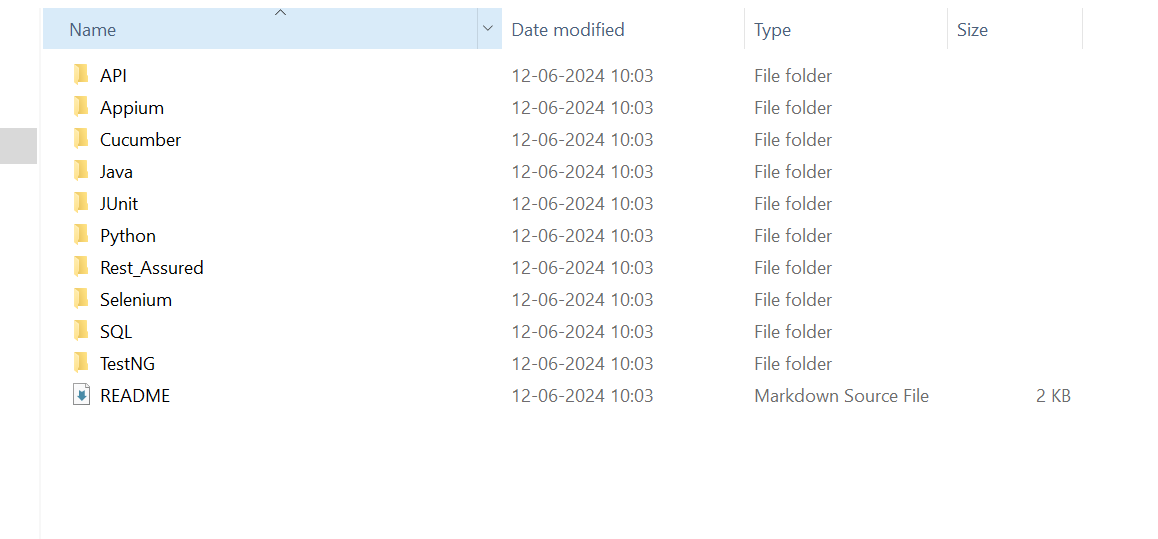 Name Date modified Type Size
API 12-06-2024 10:03 File folder
Appium 12-06-2024 10:03 File folder
Cucumber 12-06-2024 10:03 File folder
Java 12-06-2024 10:03 File folder
JUnit 12-06-2024 10:03 File folder
Python 12-06-2024 10:03 File folder
Rest_Assured 12-06-2024 10:03 File folder
Selenium 12-06-2024 10:03 File folder
SQL 12-06-2024 10:03 File folder
TestNG 12-06-2024 10:03 File folder
README 12-06-2024 10:03 Markdown Source File 2 KB